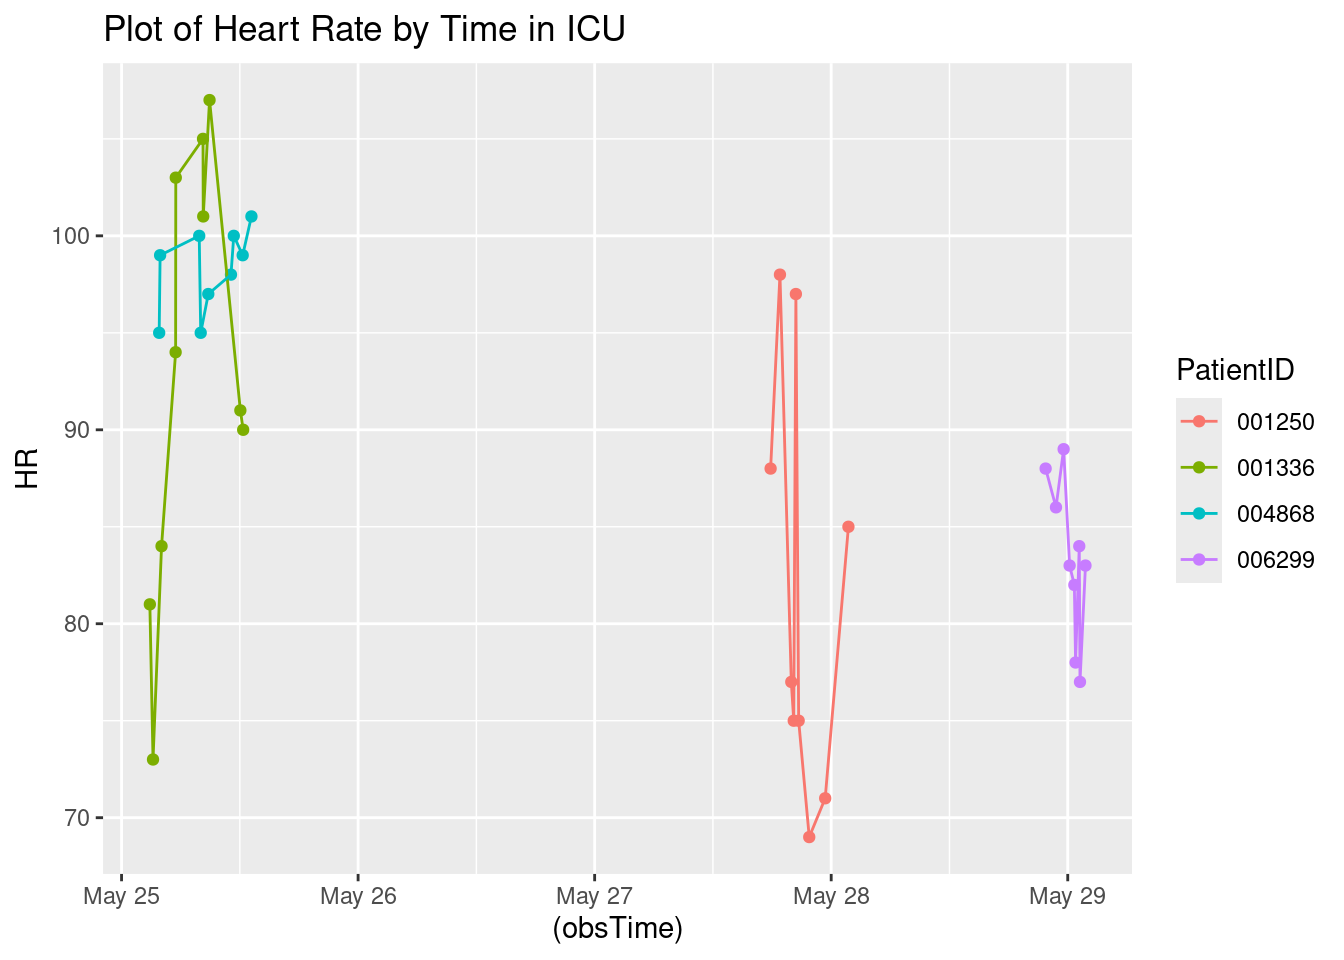 Plot of Heart Rate by Time in ICU
100
90
80
70
HR
May 25 May 26 May 27 May 28 May 29
(obsTime)
PatientID
001250
001336
004868
006299